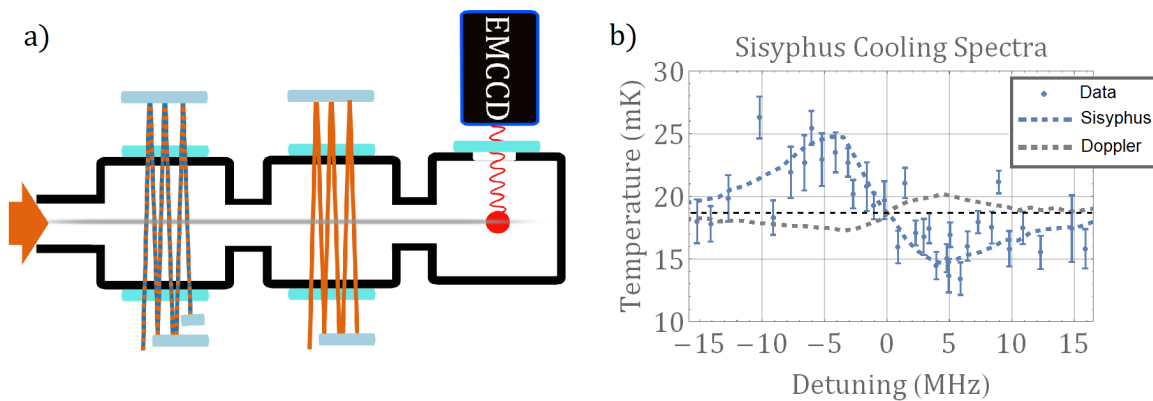 a)
EMCCD
b)
Sisyphus Cooling Spectra
Temperature (mK)
30
25
20
15
10
−15
−10
−5
0
5
10
15
Detuning (MHz)
Data
Sisyphus
Doppler